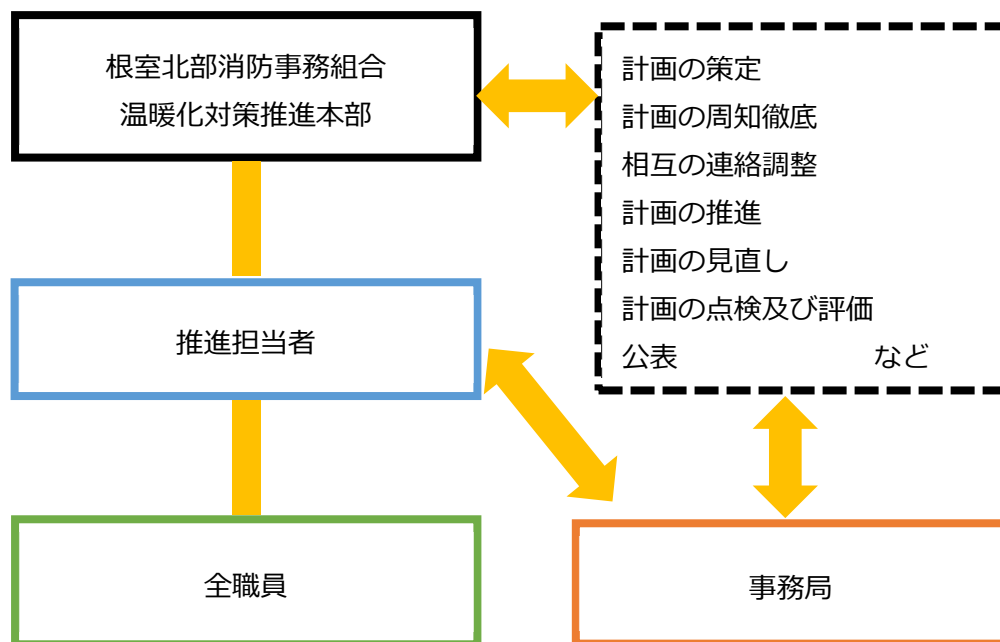 根室北部消防事務組合
温暖化対策推進本部
計画の策定
計画の周知徹底
相互の連絡調整
計画の推進
計画の見直し
計画の点検及び評価
公表　　　　　　　など
推進担当者
全職員
事務局